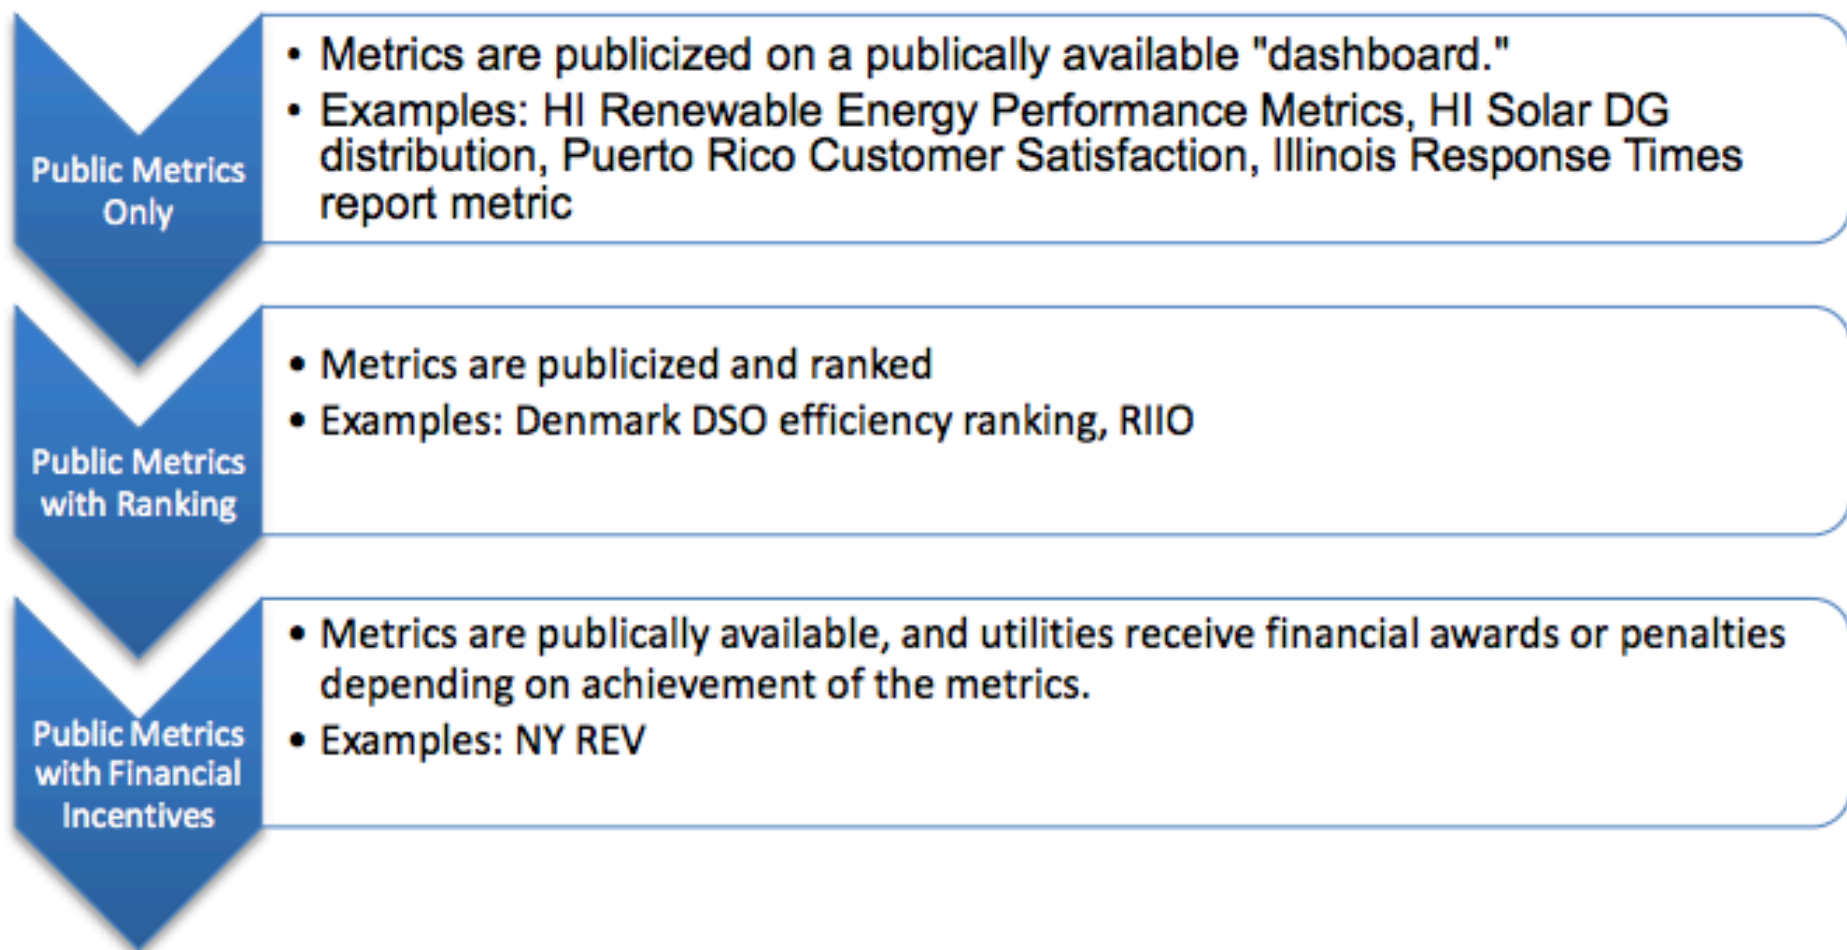 Public Metrics
Only
• Metrics are publicized on a publically available "dashboard."
• Examples: HI Renewable Energy Performance Metrics, HI Solar DG
distribution, Puerto Rico Customer Satisfaction, Illinois Response Times
report metric
Public Metrics
with Ranking
• Metrics are publicized and ranked
• Examples: Denmark DSO efficiency ranking, RIIO
Public Metrics
with Financial
Incentives
• Metrics are publically available, and utilities receive financial awards or penalties
depending on achievement of the metrics.
• Examples: NY REV